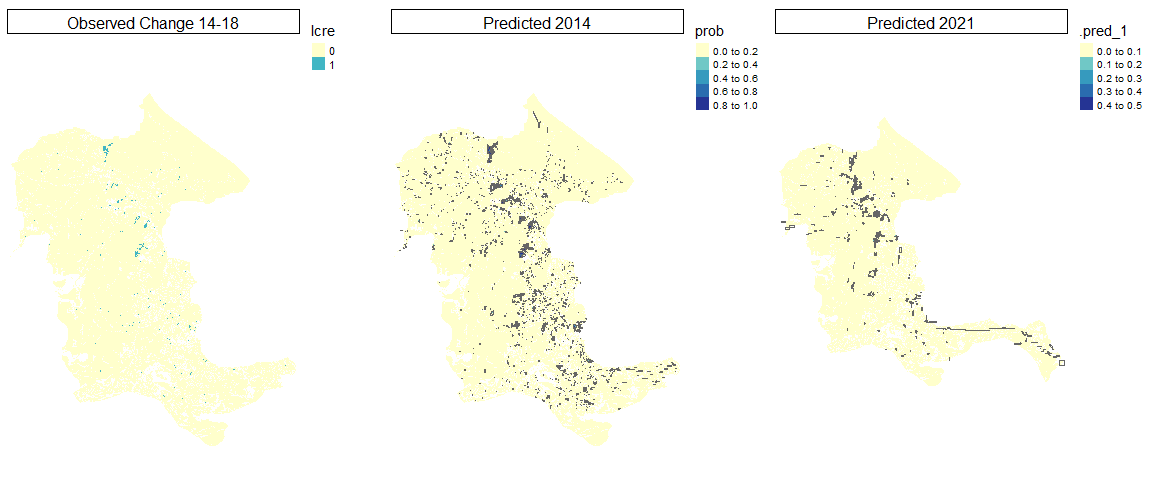 Observed Change 14-18
lcre
0
1
Predicted 2014
prob
0.0 to 0.2
0.2 to 0.4
0.4 to 0.6
0.6 to 0.8
0.8 to 1.0
Predicted 2021
.pred_1
0.0 to 0.1
0.1 to 0.2
0.2 to 0.3
0.3 to 0.4
0.4 to 0.5